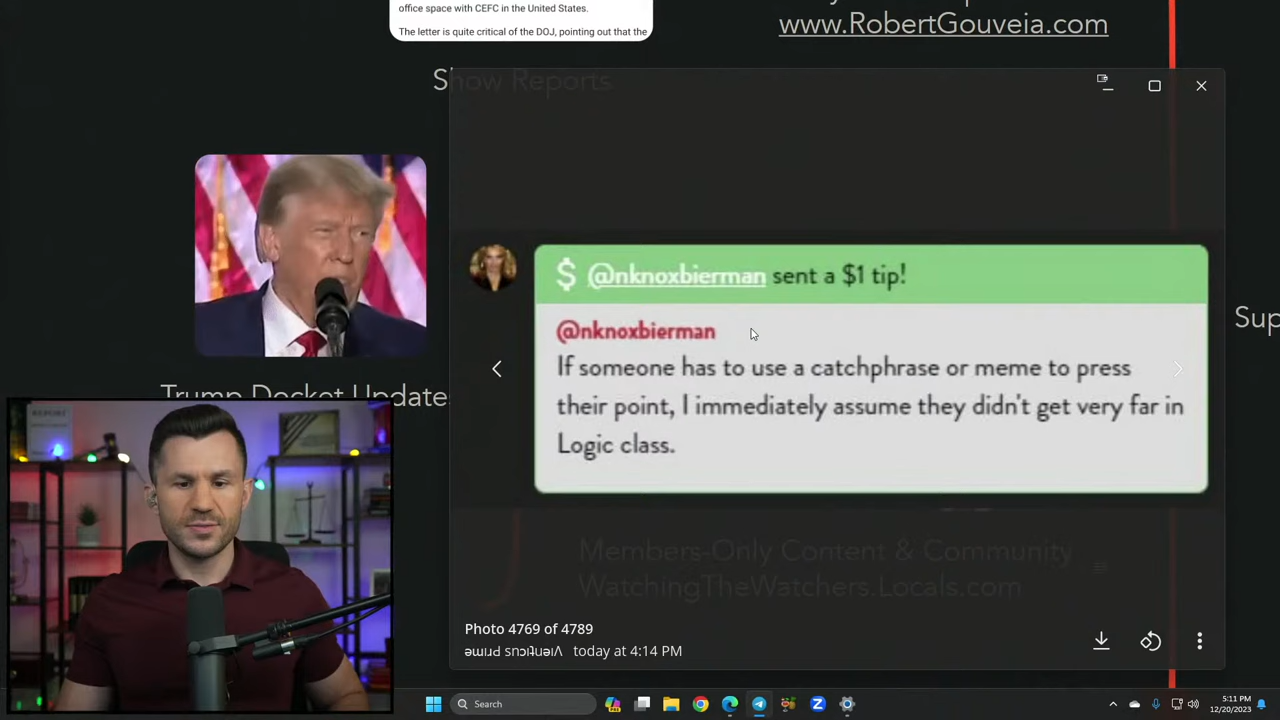 office space with CEFC in the United States.
The letter is quite critical of the DOJ, pointing out that the
www.RobertGouveia.com
Show Reports
$ @nknoxbierman sent a $1 tip!
@nknoxbierman
If someone has to use a catchphrase or meme to press
their point, I immediately assume they didn't get very far in
Logic class.
Sup
Trump Docket Updates
REPORT
Members-Only Content & Community
WatchingTheWatchers.Locals.com
Photo 4769 of 4789
today at 4:14 PM
Search
5:11 PM
12/20/2023